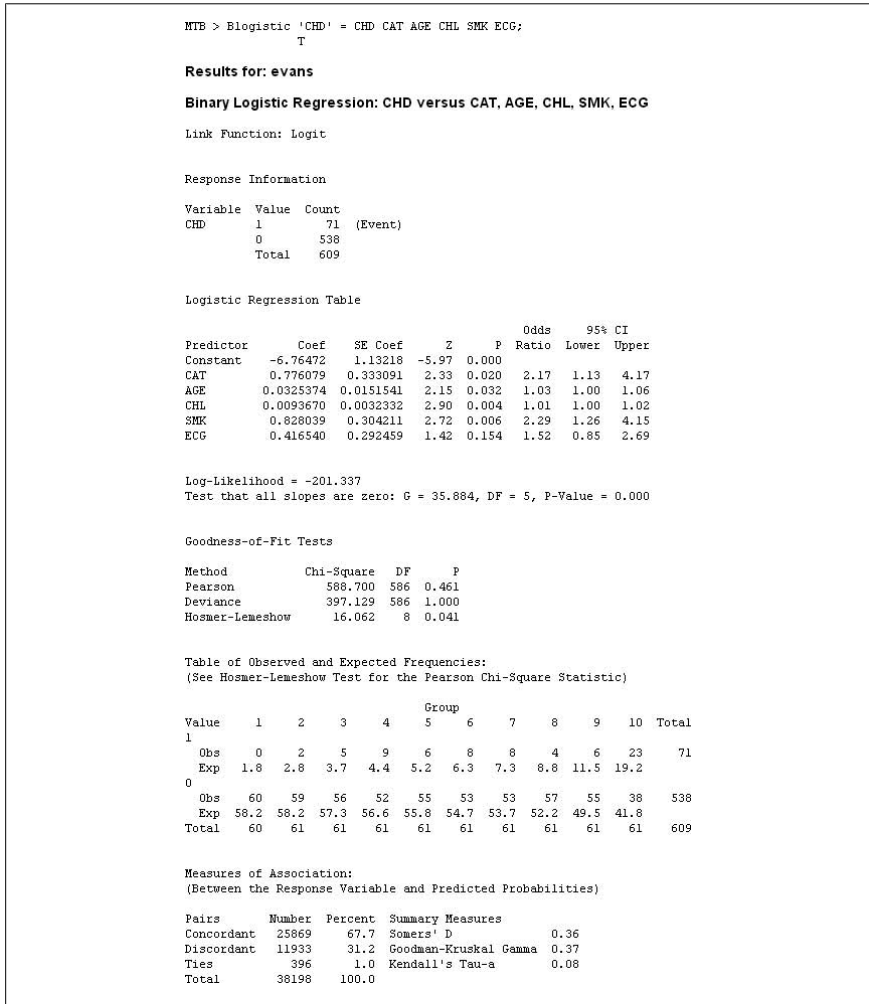 MTB > Blogistic 'CHD' = CHD CAT AGE CHL SMK ECG;
T
Results for: evans
Binary Logistic Regression: CHD versus CAT, AGE, CHL, SMK, ECG
Link Function: Logit
Response Information
Variable Value Count
CHD 1 71 (Event)
0 538
Total 609
Logistic Regression Table
Odds 95% CI
Predictor Coef SE Coef Z P Ratio Lower Upper
Constant -6.76472 1.13218 -5.97 0.000
CAT 0.776079 0.333091 2.33 0.020 2.17 1.13 4.17
AGE 0.0325374 0.0151541 2.15 0.032 1.03 1.00 1.06
CHL 0.0093670 0.0032332 2.90 0.004 1.01 1.00 1.02
SMK 0.828039 0.304211 2.72 0.006 2.29 1.26 4.15
ECG 0.416540 0.292459 1.42 0.154 1.52 0.85 2.69
Log-Likelihood = -201.337
Test that all slopes are zero: G = 35.884, DF = 5, P-Value = 0.000
Goodness-of-Fit Tests
Method Chi-Square DF P
Pearson 588.700 586 0.461
Deviance 397.129 586 1.000
Hosmer-Lemeshow 16.062 8 0.041
Table of Observed and Expected Frequencies:
(See Hosmer-Lemeshow Test for the Pearson Chi-Square Statistic)
Group
Value 1 2 3 4 5 6 7 8 9 10 Total
1
Obs 0 2 5 9 6 8 8 4 6 23 71
Exp 1.8 2.8 3.7 4.4 5.2 6.3 7.3 8.8 11.5 19.2
0
Obs 60 59 56 52 55 53 53 57 55 38 538
Exp 58.2 58.2 57.3 56.6 55.8 54.7 53.7 52.2 49.5 41.8
Total 60 61 61 61 61 61 61 61 61 61 609
Measures of Association:
(Between the Response Variable and Predicted Probabilities)
Pairs Number Percent Summary Measures
Concordant 25869 67.7 Somers' D 0.36
Discordant 11933 31.2 Goodman-Kruskal Gamma 0.37
Ties 396 1.0 Kendall's Tau-a 0.08
Total 38198 100.0